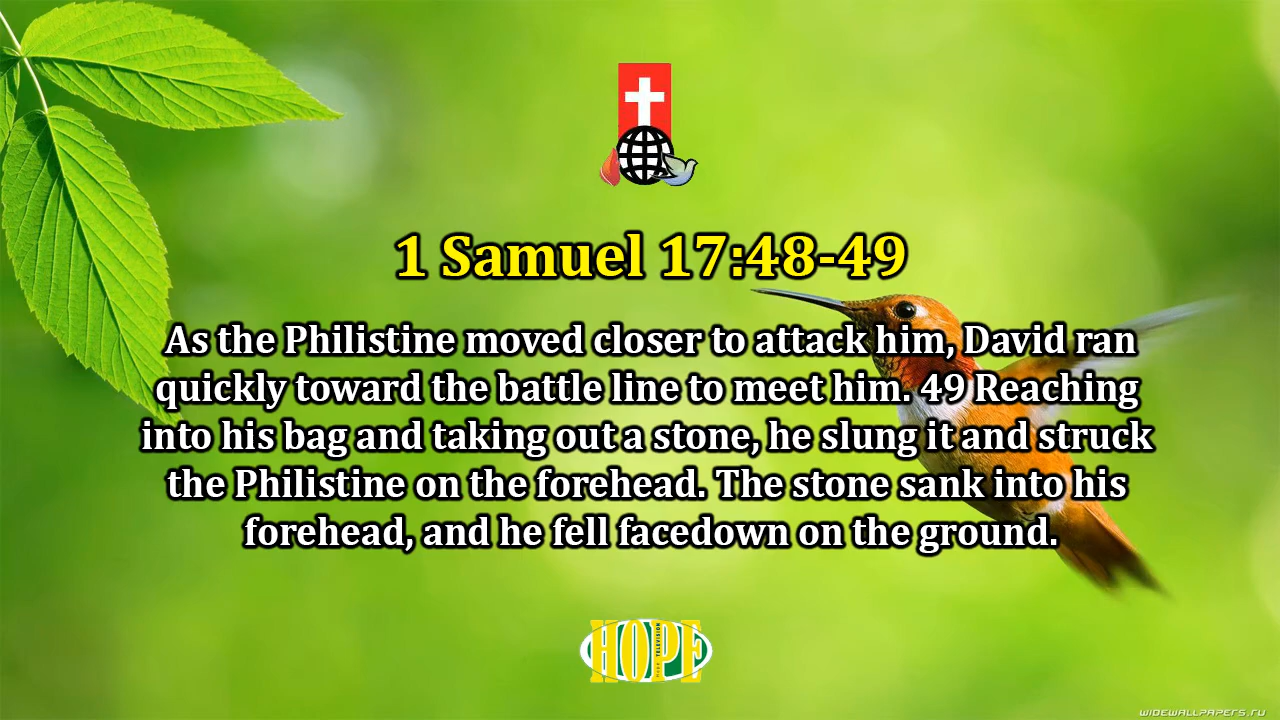 1 Samuel 17:48-49
As the Philistine moved closer to attack him, David ran
quickly toward the battle line to meet him. 49 Reaching
into his bag and taking out a stone, he slung it and struck
the Philistine on the forehead. The stone sank into his
forehead, and he fell facedown on the ground.
HOPE
TELEVISION
WIDEWALLPAPERS.RU